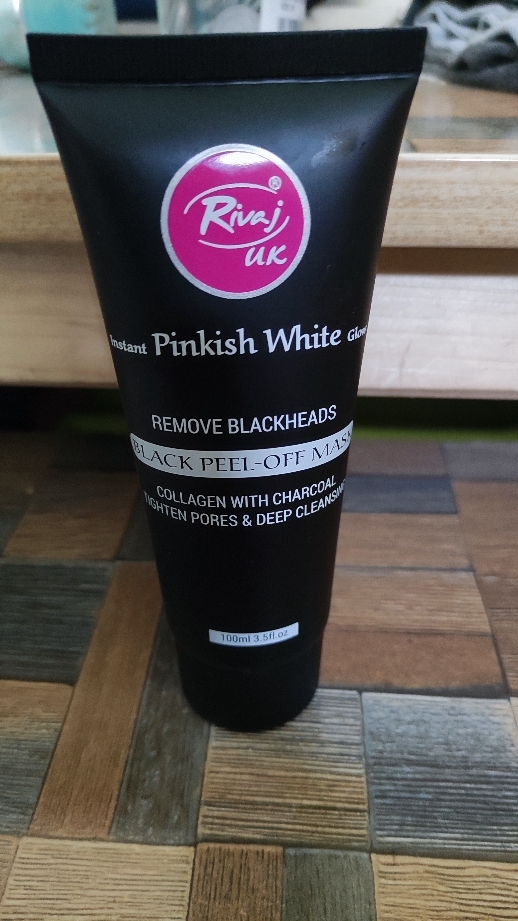 Rivaj®
UK
Instant Pinkish White Glow
REMOVE BLACKHEADS
BLACK PEEL-OFF MASK
COLLAGEN WITH CHARCOAL
TIGHTEN PORES & DEEP CLEANSING
100ml 3.5fl.oz